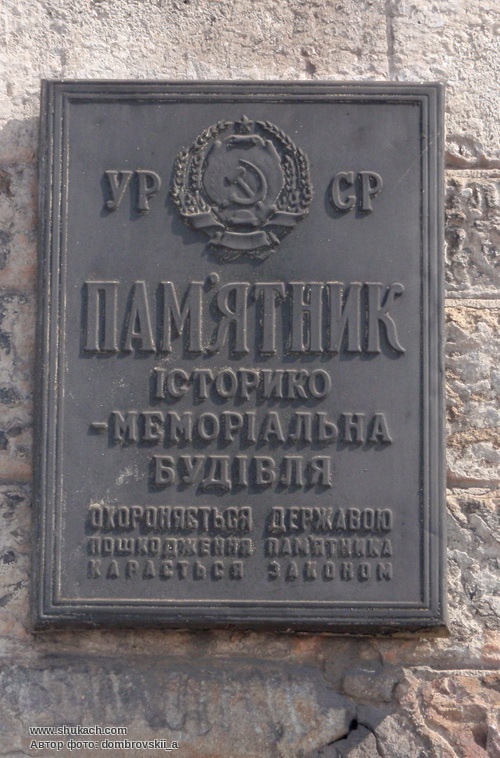 УР СР
ПАМ'ЯТНИК
ІСТОРИКО
-МЕМОРІАЛЬНА
БУДІВЛЯ
ОХОРОНЯЄТЬСЯ ДЕРЖАВОЮ
ПОШКОДЖЕННЯ ПАМ'ЯТНИКА
КАРАЄТЬСЯ ЗАКОНОМ
www.shukach.com
Автор фото: dombrovskii_a